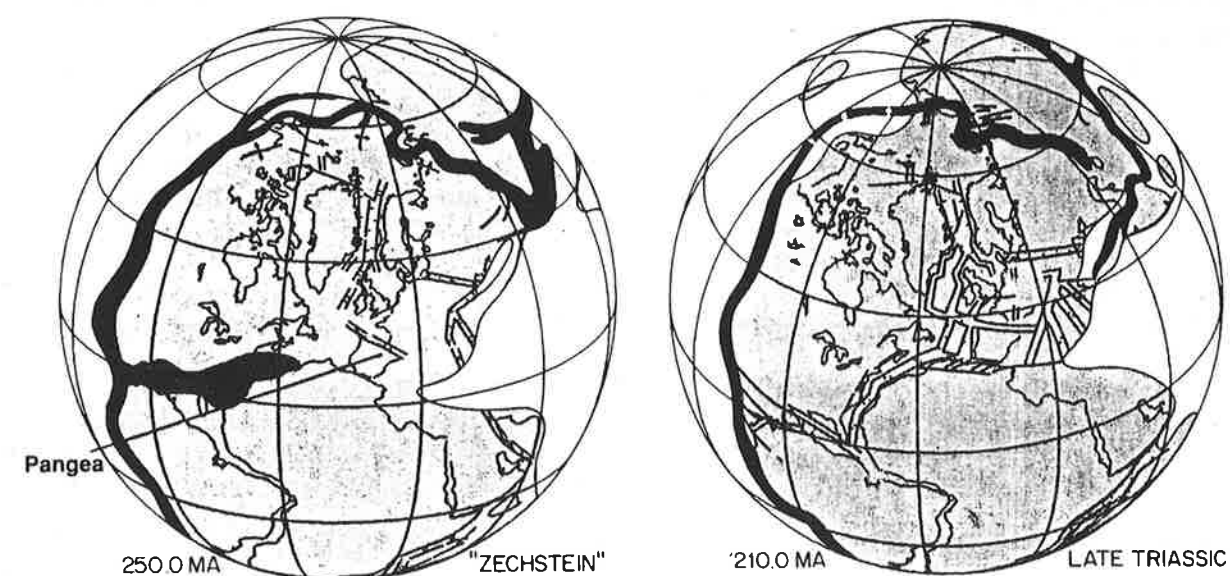 Pangea
250.0 MA
"ZECHSTEIN"
'210.0 MA
LATE TRIASSIC